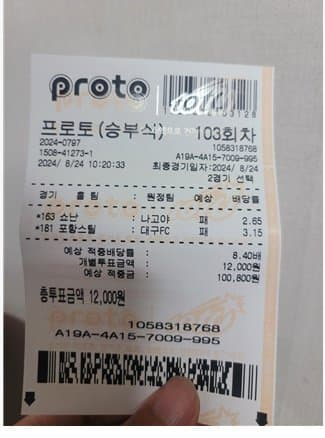 proto
103128
프로토 (승부식) 103회차
2024-0797 1058318768
1508-41273-1 A19A-4A15-7009-995
2024/ 8/24 10:20:33 최종경기일자:2024/ 8/24
2경기 선택
경기 홈 : 원정팀 예상 배당률
*163 쇼난 : 나고야 패 2.65
*181 포항스틸 : 대구FC 패 3.15
예상 적중배당률 : 8.40배
개별투표금액 : 12,000원
예상 적중금 : 100,800원
총투표금액 12,000원
1058318768
A19A-4A15-7009-995